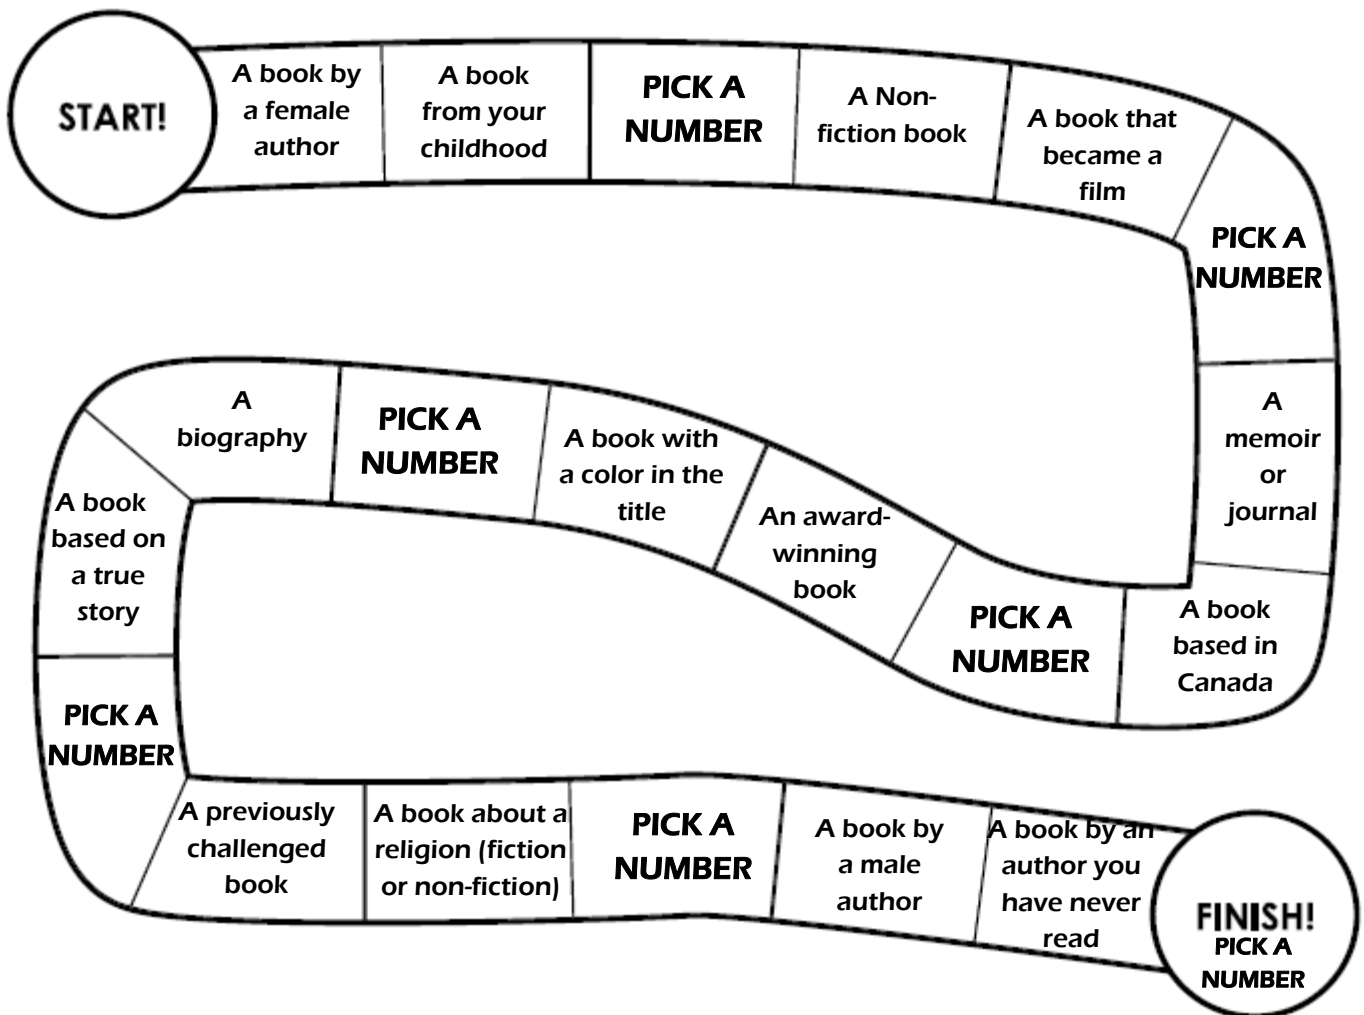 START!
A book by
a female
author
A book
from your
childhood
PICK A
NUMBER
A Non-
fiction book
A book that
became a
film
PICK A
NUMBER
A
memoir
or
journal
A book
based in
Canada
PICK A
NUMBER
An award-
winning
book
A book with
a color in the
title
PICK A
NUMBER
A
biography
A book
based on
a true
story
PICK A
NUMBER
A previously
challenged
book
A book about a
religion (fiction
or non-fiction)
PICK A
NUMBER
A book by
a male
author
A book by an
author you
have never
read
FINISH!
PICK A
NUMBER